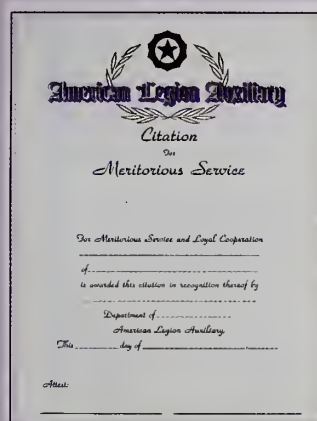 American Legion Auxiliary
Citation
For
Meritorious Service
For Meritorious Service and Loyal Cooperation
of
is awarded this citation in recognition thereof by
Department of
American Legion Auxiliary,
This day of
Attest: